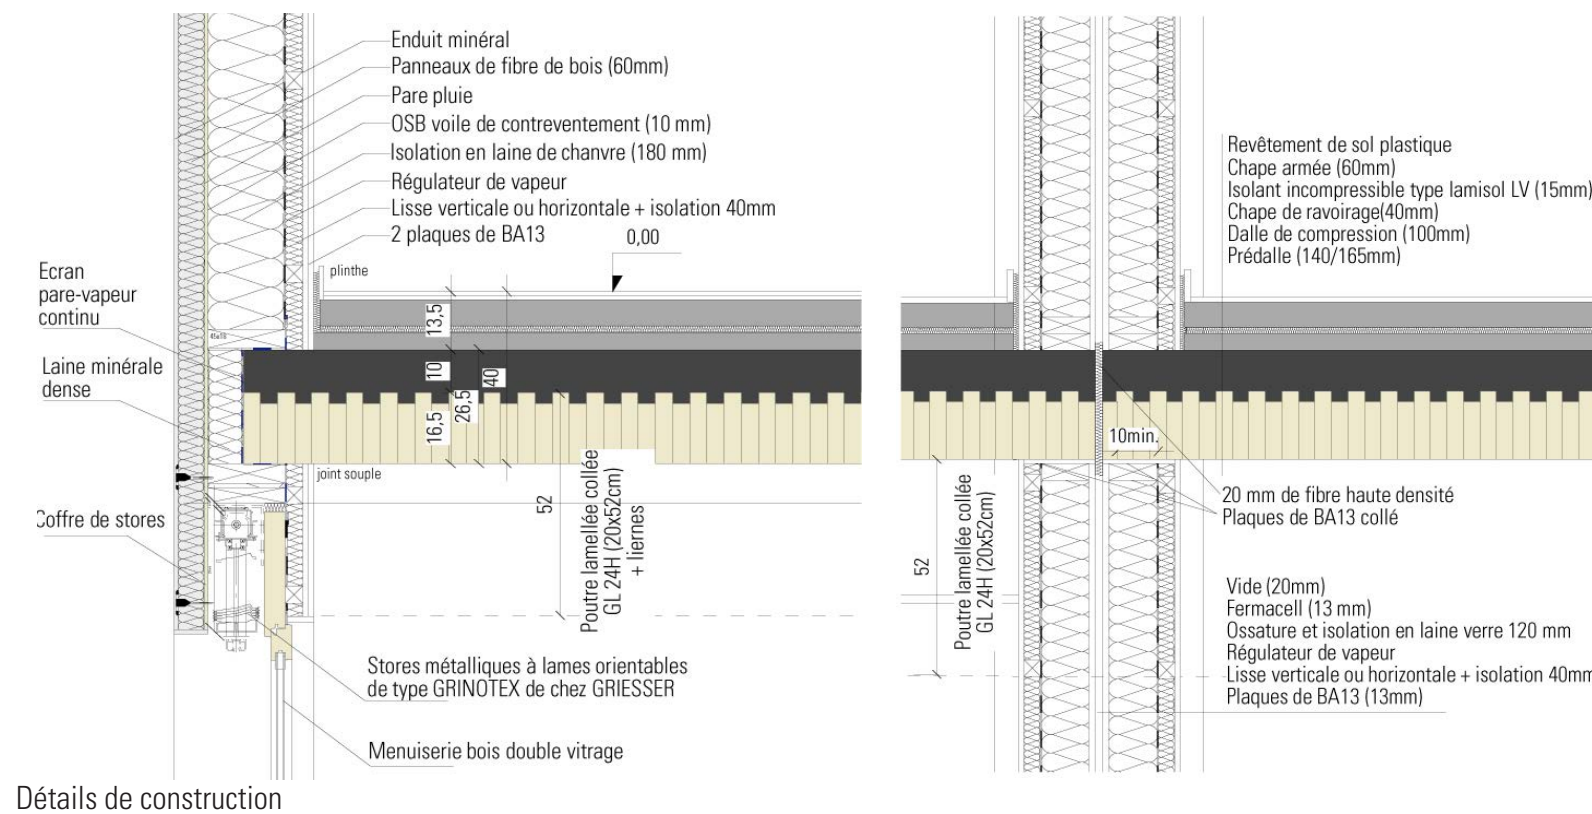 Enduit minéral
Panneaux de fibre de bois (60mm)
Pare pluie
OSB voile de contreventement (10 mm)
Isolation en laine de chanvre (180 mm)
Régulateur de vapeur
Lisse verticale ou horizontale + isolation 40mm
2 plaques de BA13
0,00
plinthe
Ecran
pare-vapeur
continu
Laine minérale
dense
13,5
10
40
26,5
16,5
joint souple
52
Poutre lamellée collée
GL 24H (20x52cm)
+ liernes
Coffre de stores
Stores métalliques à lames orientables
de type GRINOTEX de chez GRIESSER
Menuiserie bois double vitrage
Revêtement de sol plastique
Chape armée (60mm)
Isolant incompressible type lamisol LV (15mm)
Chape de ravoirage(40mm)
Dalle de compression (100mm)
Prédalle (140/165mm)
10min.
52
Poutre lamellée collée
GL 24H (20x52cm)
20 mm de fibre haute densité
Plaques de BA13 collé
Vide (20mm)
Fermacell (13 mm)
Ossature et isolation en laine verre 120 mm
Régulateur de vapeur
Lisse verticale ou horizontale + isolation 40mm
Plaques de BA13 (13mm)
Détails de construction